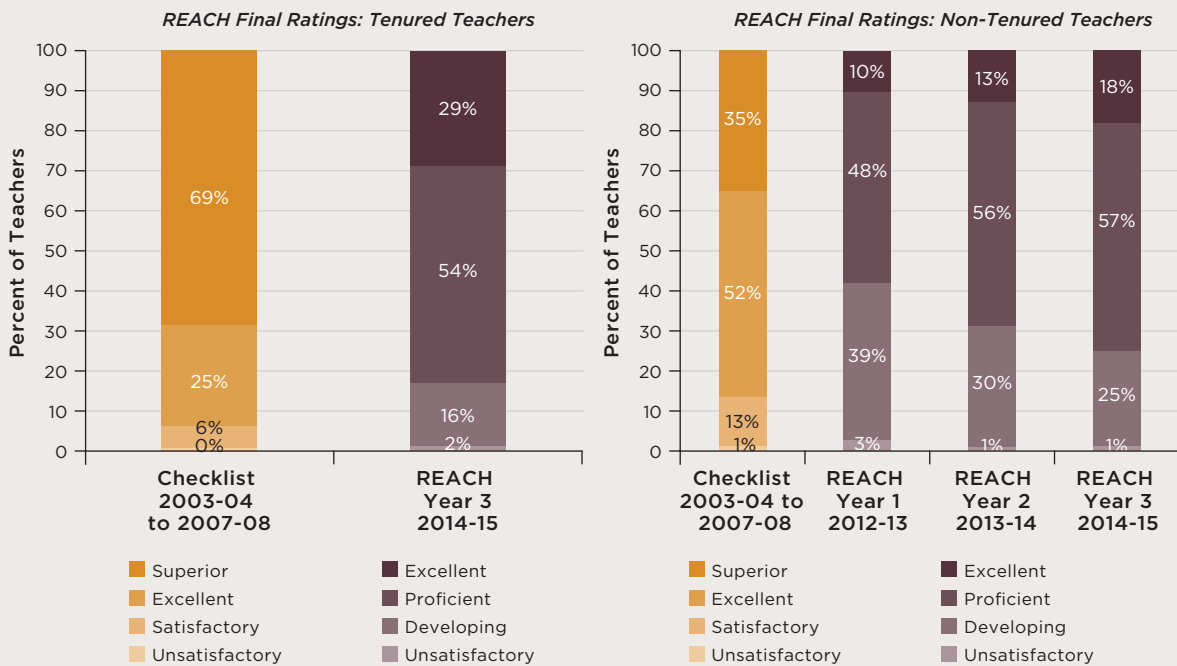 REACH Final Ratings: Tenured Teachers
Percent of Teachers
100
90
80
70
60
50
40
30
20
10
0
69%
25%
6%
0%
29%
54%
16%
2%
Checklist
2003-04
to 2007-08
REACH
Year 3
2014-15
Superior
Excellent
Satisfactory
Unsatisfactory
Excellent
Proficient
Developing
Unsatisfactory
REACH Final Ratings: Non-Tenured Teachers
Percent of Teachers
100
90
80
70
60
50
40
30
20
10
0
35%
52%
13%
1%
10%
48%
39%
3%
13%
56%
30%
1%
18%
57%
25%
1%
Checklist
2003-04 to
2007-08
REACH
Year 1
2012-13
REACH
Year 2
2013-14
REACH
Year 3
2014-15
Superior
Excellent
Satisfactory
Unsatisfactory
Excellent
Proficient
Developing
Unsatisfactory